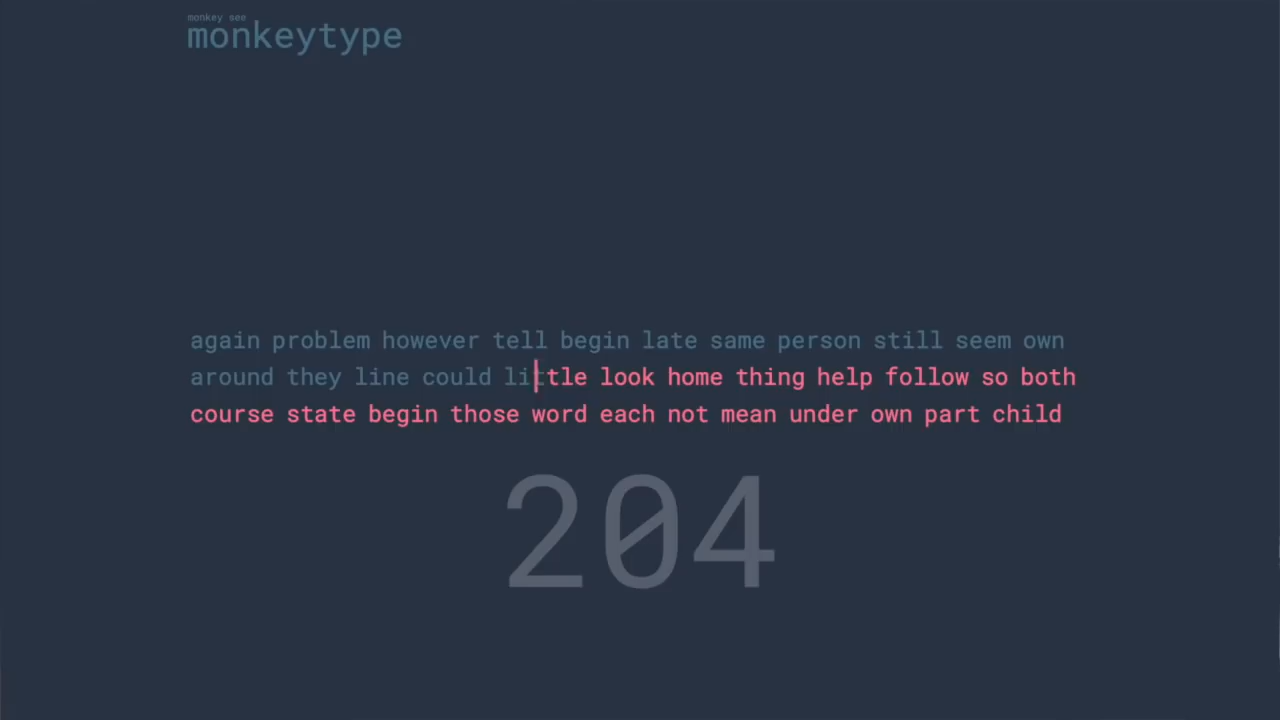 monkey see
monkeytype
again problem however tell begin late same person still seem own
around they line could little look home thing help follow so both
course state begin those word each not mean under own part child
204